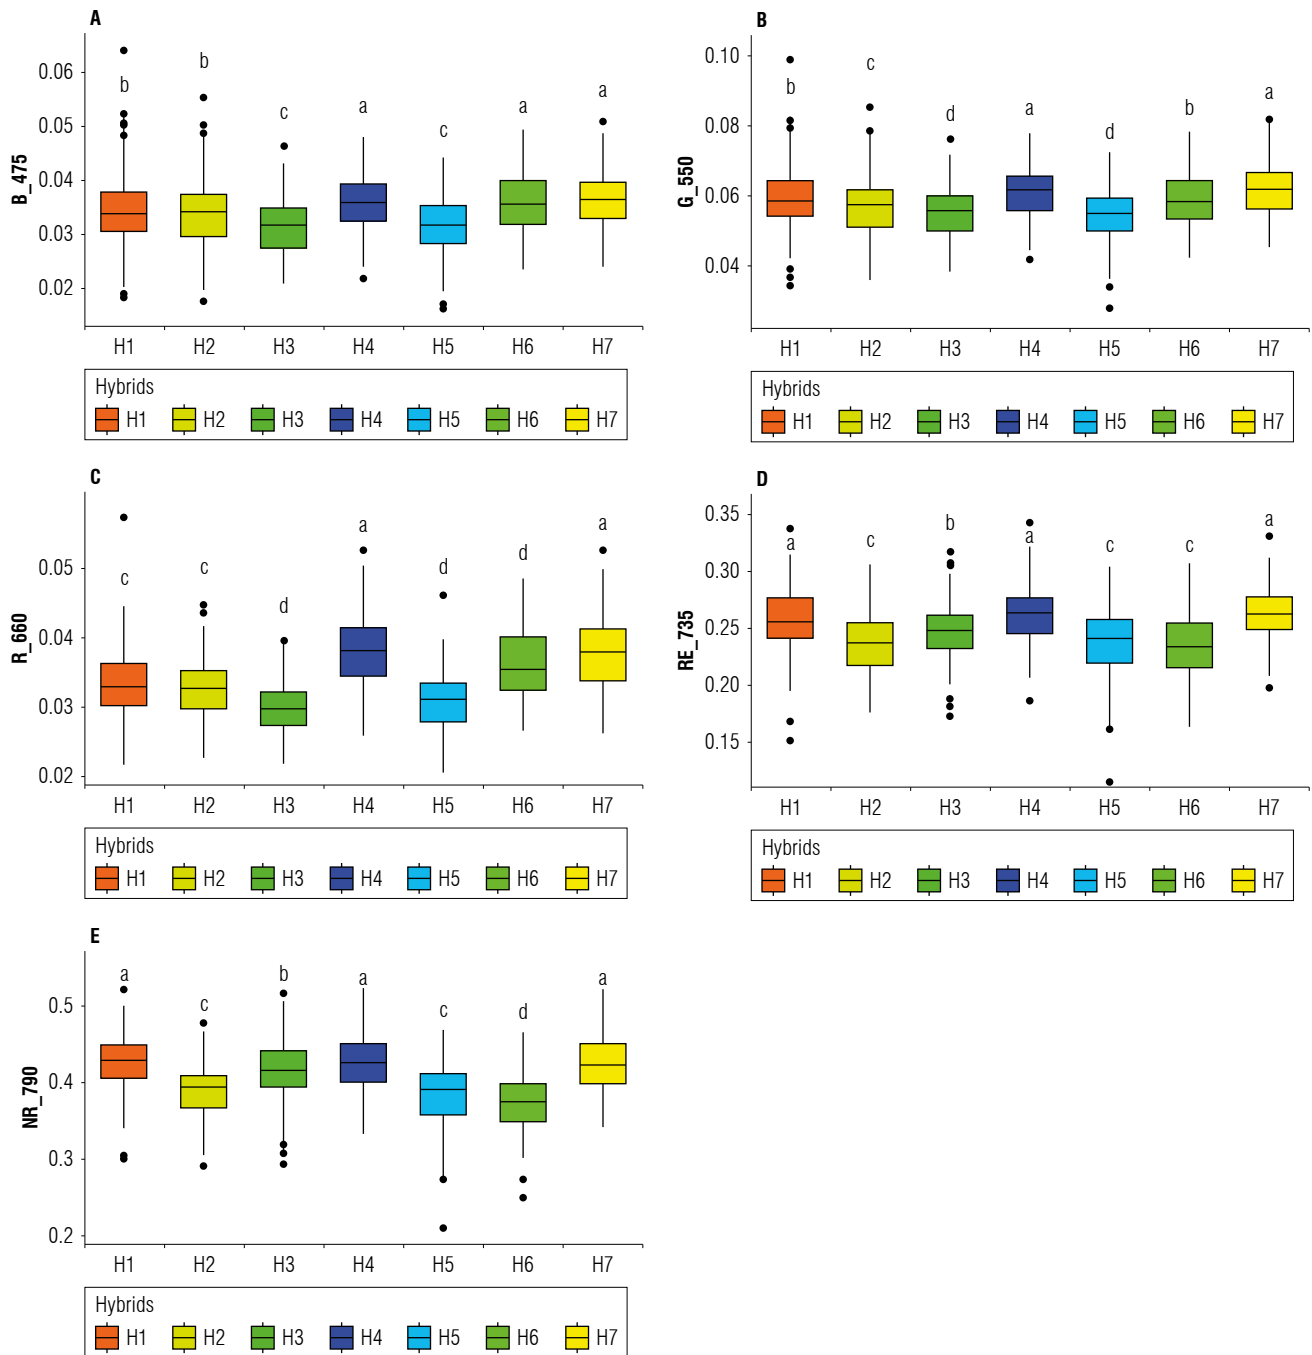 A
B_475
0.06
0.05
0.04
0.03
0.02
b b c a c a a
H1 H2 H3 H4 H5 H6 H7
Hybrids
H1 H2 H3 H4 H5 H6 H7
B
G_550
0.10
0.08
0.06
0.04
b c d a d b a
H1 H2 H3 H4 H5 H6 H7
Hybrids
H1 H2 H3 H4 H5 H6 H7
C
R_660
0.05
0.04
0.03
0.02
c c d a d d a
H1 H2 H3 H4 H5 H6 H7
Hybrids
H1 H2 H3 H4 H5 H6 H7
D
RE_735
0.35
0.30
0.25
0.20
0.15
a c b a c c a
H1 H2 H3 H4 H5 H6 H7
Hybrids
H1 H2 H3 H4 H5 H6 H7
E
NR_790
0.5
0.4
0.3
0.2
a c b a c d a
H1 H2 H3 H4 H5 H6 H7
Hybrids
H1 H2 H3 H4 H5 H6 H7